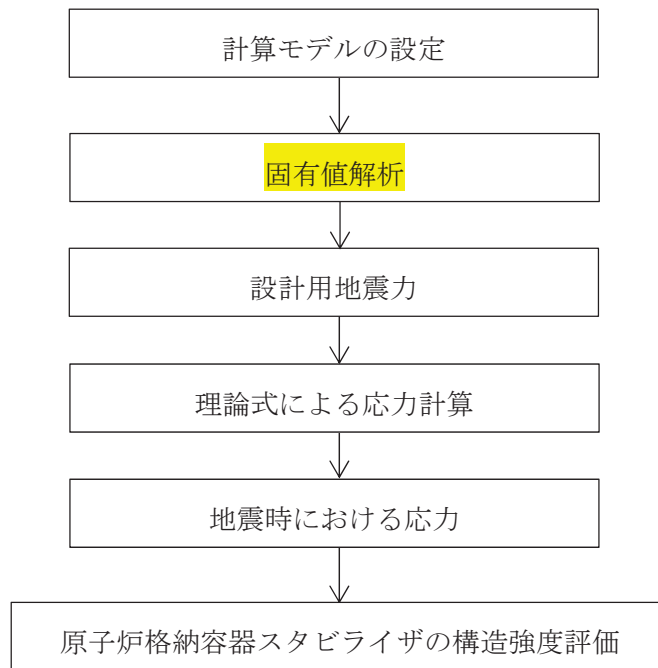 計算モデルの設定
固有値解析
設計用地震力
理論式による応力計算
地震時における応力
原子炉格納容器スタビライザの構造強度評価